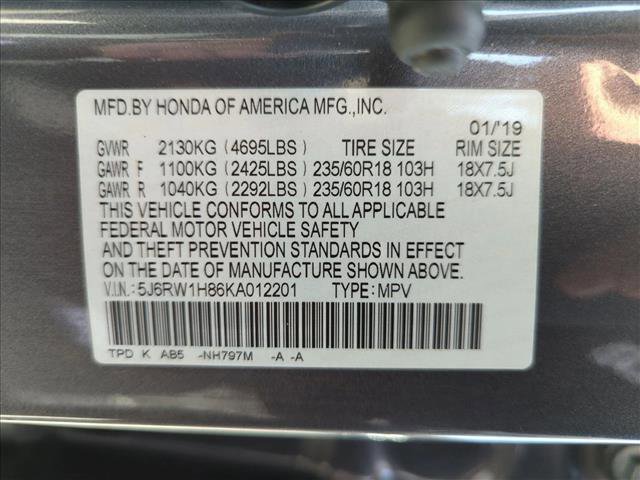 MFD.BY HONDA OF AMERICA MFG.,INC.
01/'19
GVWR 2130KG (4695LBS) TIRE SIZE RIM SIZE
GAWR F 1100KG (2425LBS) 235/60R18 103H 18X7.5J
GAWR R 1040KG (2292LBS) 235/60R18 103H 18X7.5J
THIS VEHICLE CONFORMS TO ALL APPLICABLE
FEDERAL MOTOR VEHICLE SAFETY
AND THEFT PREVENTION STANDARDS IN EFFECT
ON THE DATE OF MANUFACTURE SHOWN ABOVE.
V.I.N.: 5J6RW1H86KA012201 TYPE: MPV
TPD K AB5 -NH797M -A -A